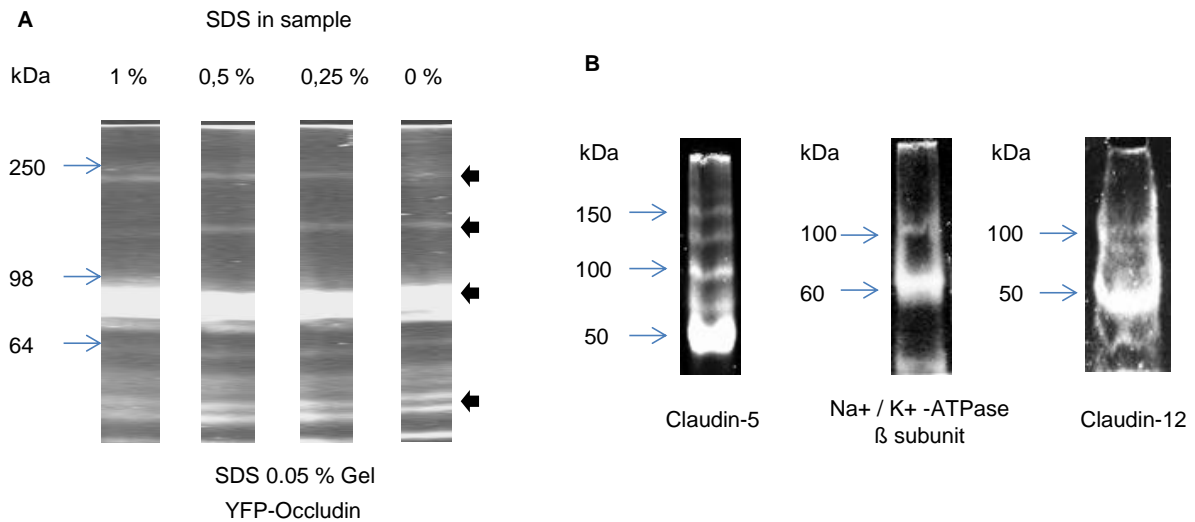 A
SDS in sample
kDa
1 %
0,5 %
0,25 %
0 %
250
98
64
SDS 0.05 % Gel
YFP-Occludin
B
kDa
150
100
50
Claudin-5
kDa
100
60
Na+ / K+ -ATPase
ß subunit
kDa
100
50
Claudin-12